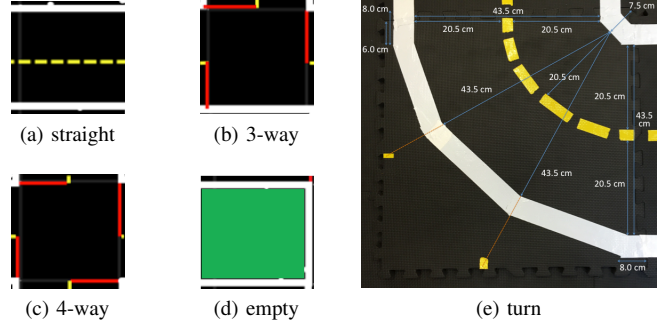 (a) straight
(b) 3-way
(c) 4-way
(d) empty
8.0 cm
6.0 cm
43.5 cm
20.5 cm
20.5 cm
7.5 cm
20.5 cm
43.5 cm
20.5 cm
43.5
cm
43.5 cm
20.5 cm
8.0 cm
(e) turn